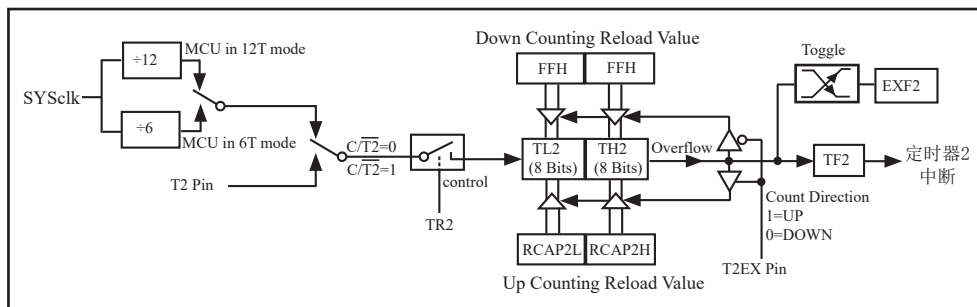 Down Counting Reload Value
Toggle
MCU in 12T mode
÷12
FFH
FFH
EXF2
SYSclk
÷6
MCU in 6T mode
C/T2=0
C/T2=1
TL2
(8 Bits)
TH2
(8 Bits)
Overflow
TF2
定时器2
中断
T2 Pin
control
Count Direction
1=UP
0=DOWN
TR2
RCAP2L
RCAP2H
T2EX Pin
Up Counting Reload Value